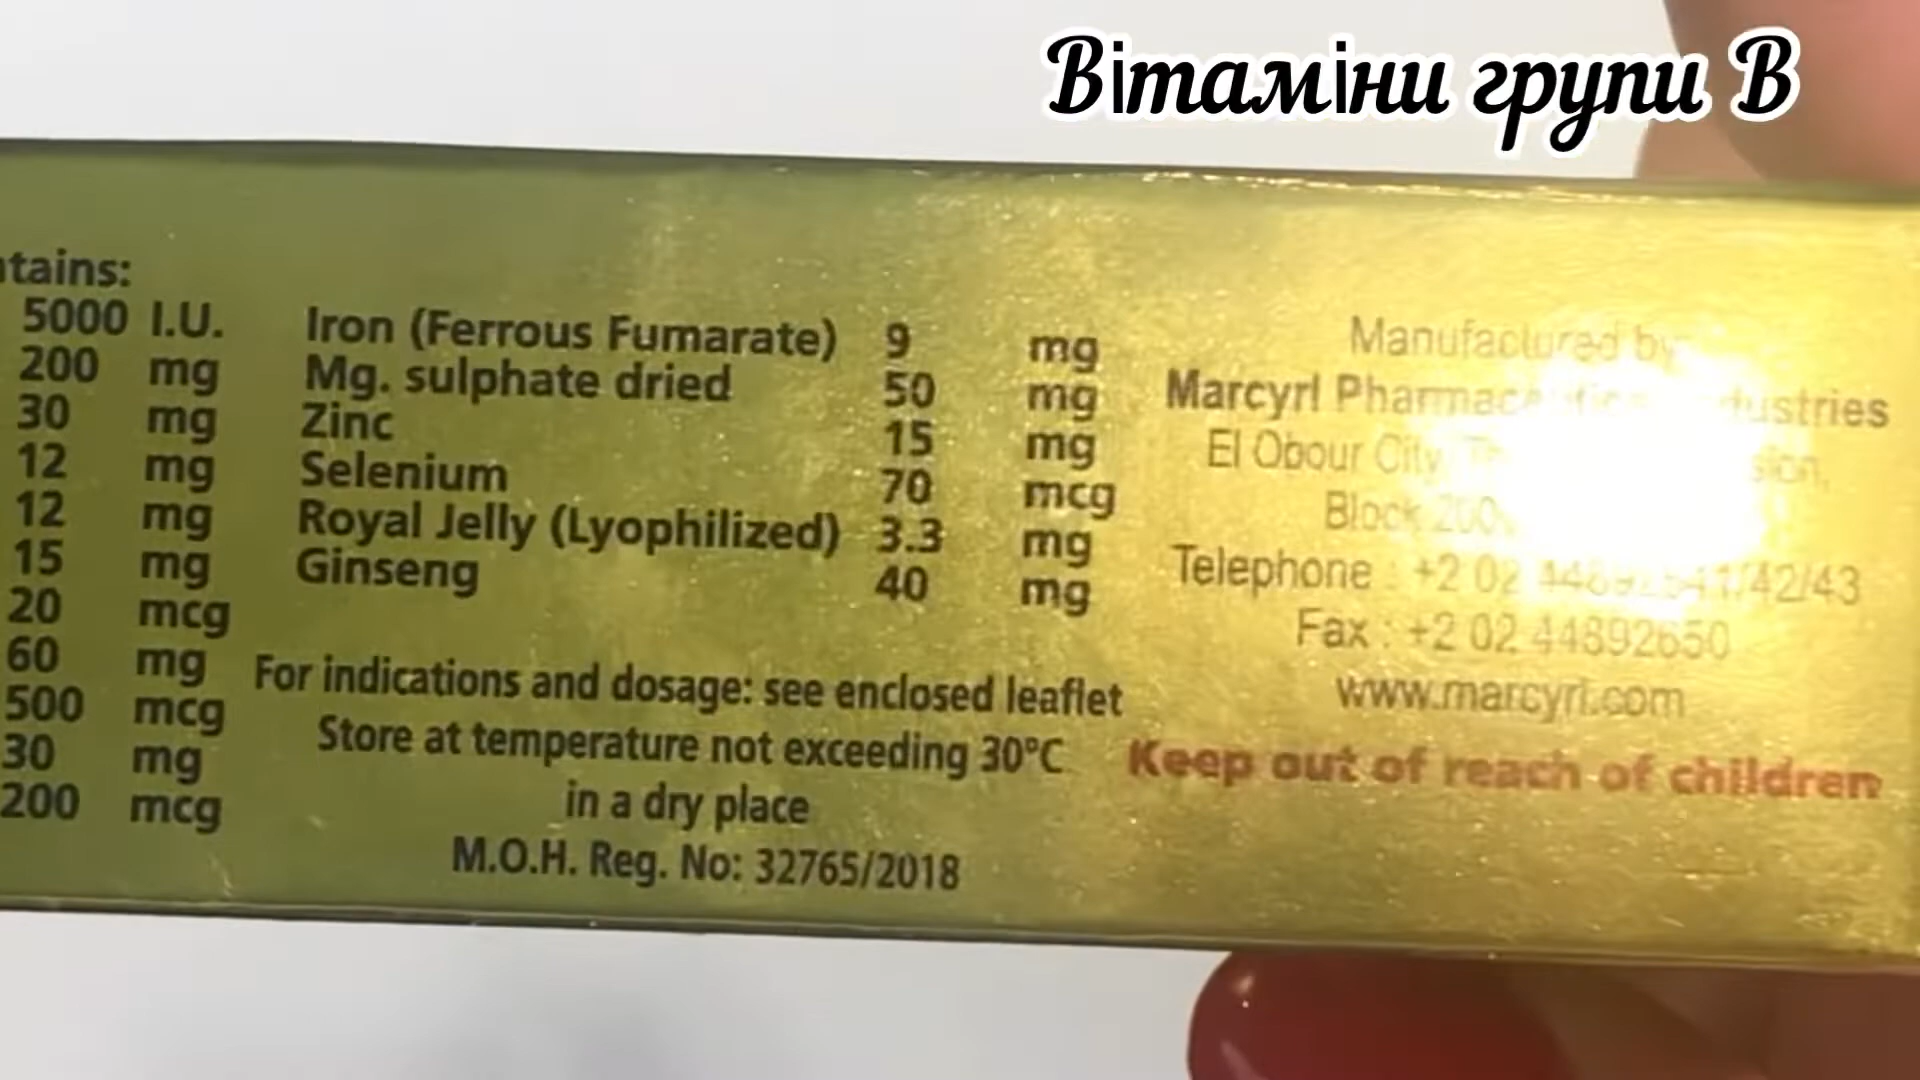 Вітаміни групи В
ntains:
5000 I.U.
200 mg
30 mg
12 mg
12 mg
15 mg
20 mcg
60 mg
500 mcg
30 mg
200 mcg
Iron (Ferrous Fumarate) 9 mg
Mg. sulphate dried 50 mg
Zinc 15 mg
Selenium 70 mcg
Royal Jelly (Lyophilized) 3.3 mg
Ginseng 40 mg
For indications and dosage: see enclosed leaflet
Store at temperature not exceeding 30°C
in a dry place
M.O.H. Reg. No: 32765/2018
Manufactured by
Marcyrl Pharmaceutical Industries
El Obour City
Block
Telephone : +2 02 /42/43
Fax : +2 02 44892650
www.marcyrl.com
Keep out of reach of children